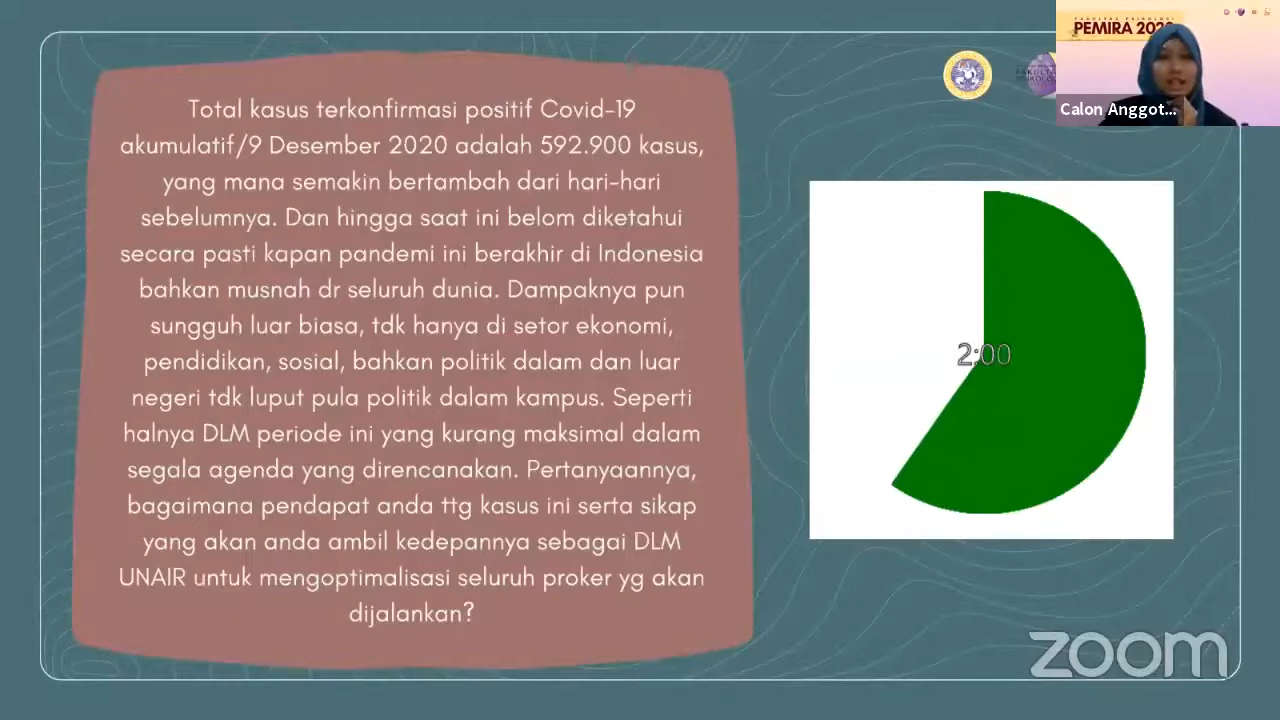 Total kasus terkonfirmasi positif Covid-19
akumulatif/9 Desember 2020 adalah 592.900 kasus,
yang mana semakin bertambah dari hari-hari
sebelumnya. Dan hingga saat ini belom diketahui
secara pasti kapan pandemi ini berakhir di Indonesia
bahkan musnah dr seluruh dunia. Dampaknya pun
sungguh luar biasa, tdk hanya di setor ekonomi,
pendidikan, sosial, bahkan politik dalam dan luar
negeri tdk luput pula politik dalam kampus. Seperti
halnya DLM periode ini yang kurang maksimal dalam
segala agenda yang direncanakan. Pertanyaannya,
bagaimana pendapat anda ttg kasus ini serta sikap
yang akan anda ambil kedepannya sebagai DLM
UNAIR untuk mengoptimalisasi seluruh proker yg akan
dijalankan?
2:00
FAKULTAS PSIKOLOGI
PEMIRA 2020
Calon Anggot...
zoom